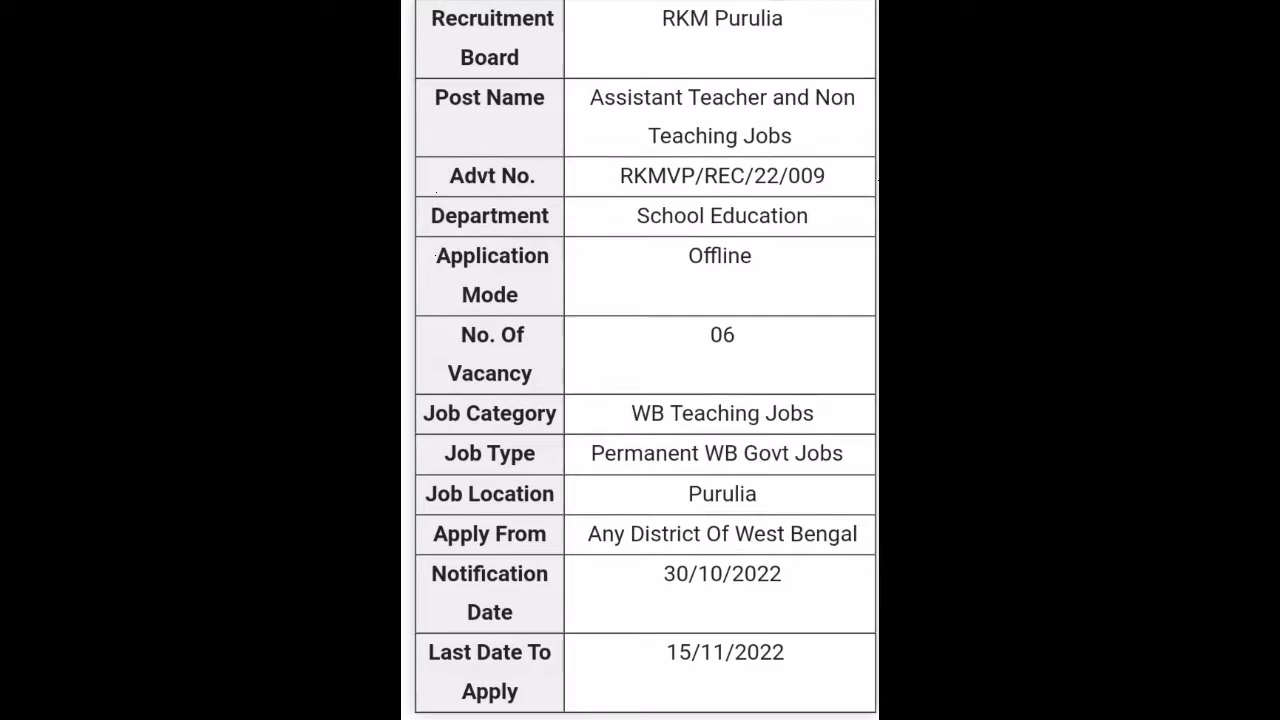 Recruitment Board RKM Purulia
Post Name Assistant Teacher and Non Teaching Jobs
Advt No. RKMVP/REC/22/009
Department School Education
Application Mode Offline
No. Of Vacancy 06
Job Category WB Teaching Jobs
Job Type Permanent WB Govt Jobs
Job Location Purulia
Apply From Any District Of West Bengal
Notification Date 30/10/2022
Last Date To Apply 15/11/2022